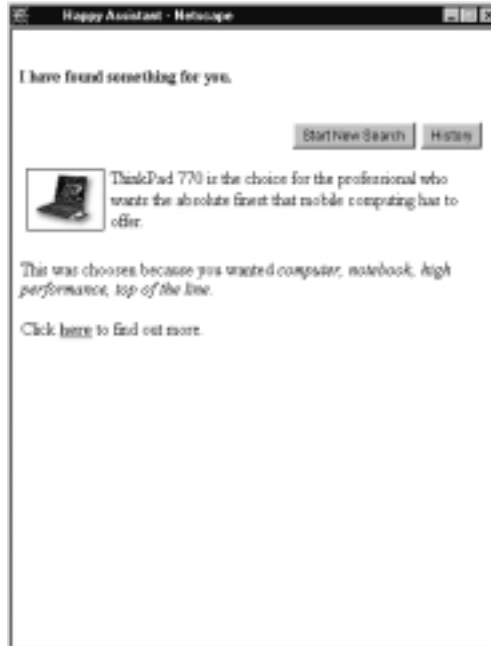 Happy Assistant - Netscape
I have found something for you.
Start New Search History
ThinkPad 770 is the choice for the professional who
wants the absolute finest that mobile computing has to
offer.
This was choosen because you wanted computer, notebook, high
performance, top of the line.
Click here to find out more.